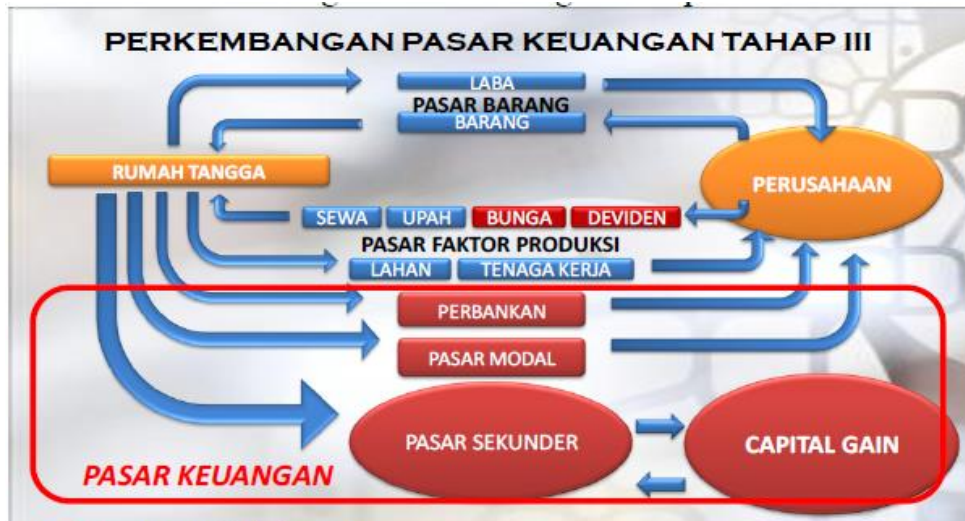 PERKEMBANGAN PASAR KEUANGAN TAHAP III
LABA
PASAR BARANG
BARANG
RUMAH TANGGA
PERUSAHAAN
SEWA UPAH BUNGA DEVIDEN
PASAR FAKTOR PRODUKSI
LAHAN TENAGA KERJA
PERBANKAN
PASAR MODAL
PASAR SEKUNDER
CAPITAL GAIN
PASAR KEUANGAN